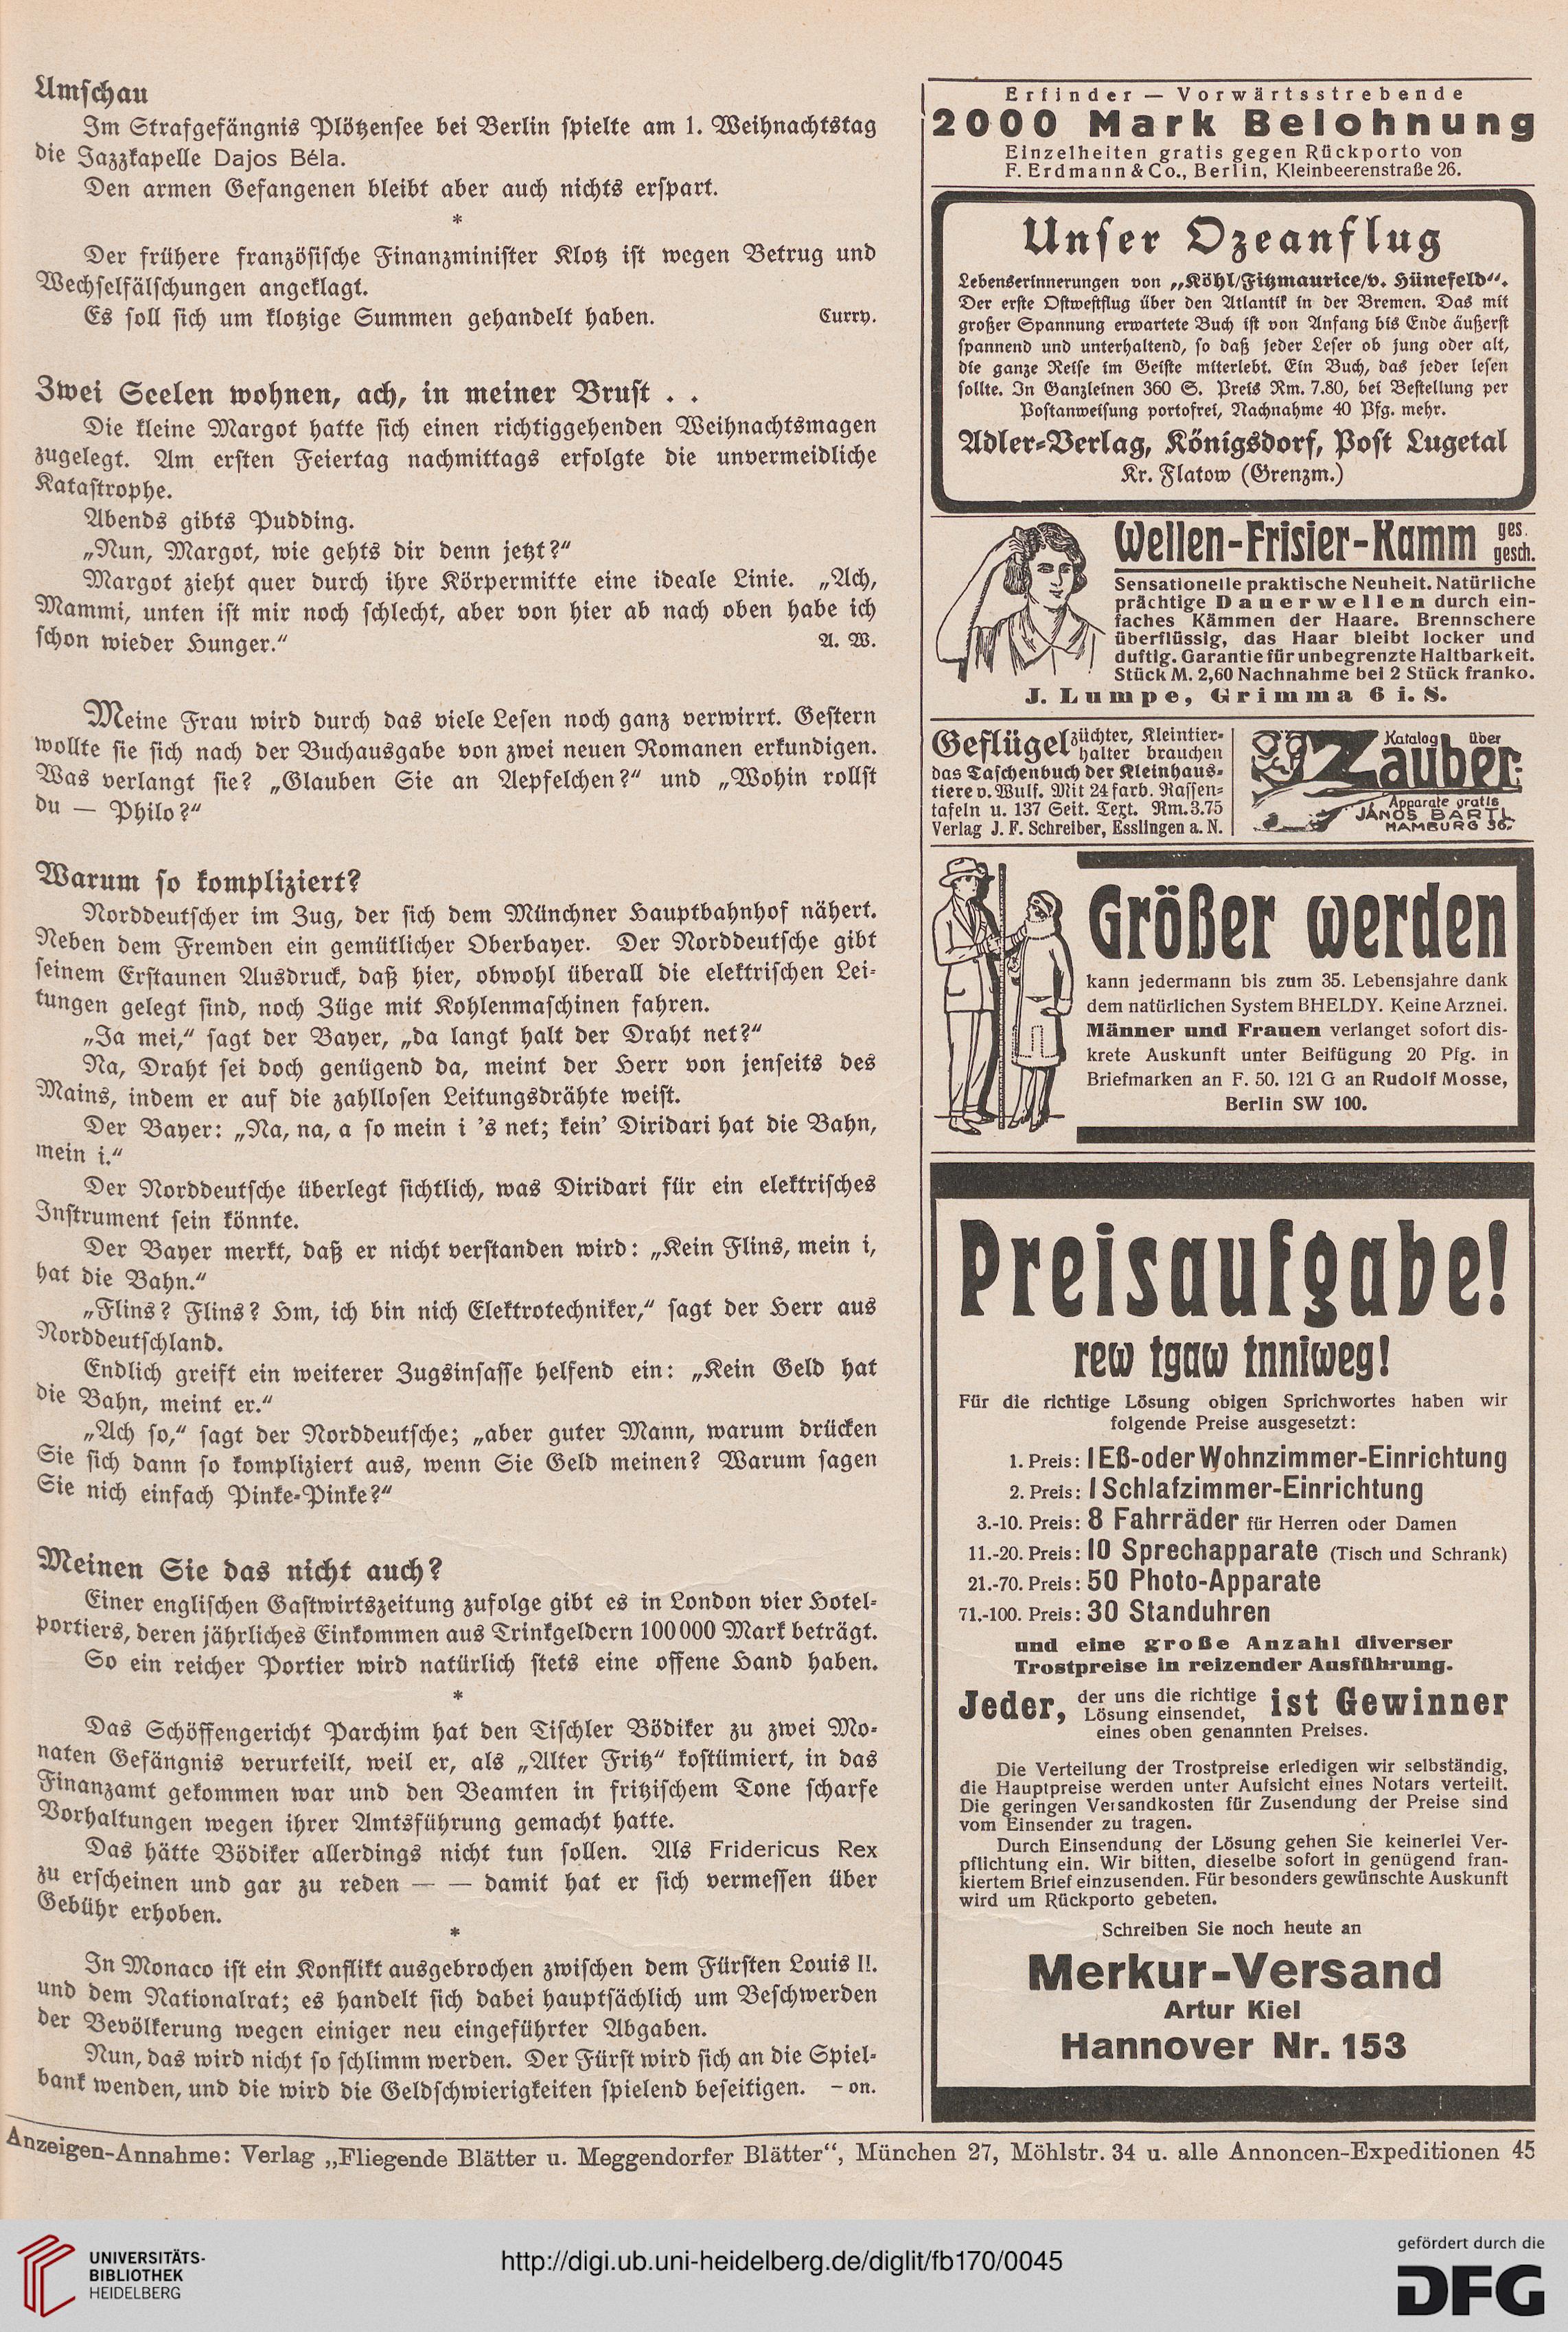 Umschau
Im Strafgefängnis Plötzensee bei Berlin spielte am 1. Weihnachtstag
die Jazzkapelle Dajos Béla.
Den armen Gefangenen bleibt aber auch nichts erspart.
*
Der frühere französische Finanzminister Klotz ist wegen Betrug und
Wechselfälschungen angeklagt.
Es soll sich um klotzige Summen gehandelt haben. Curry.
Zwei Seelen wohnen, ach, in meiner Brust . .
Die kleine Margot hatte sich einen richtiggehenden Weihnachtsmagen
zugelegt. Am ersten Feiertag nachmittags erfolgte die unvermeidliche
Katastrophe.
Abends gibts Pudding.
„Nun, Margot, wie gehts dir denn jetzt?“
Margot zieht quer durch ihre Körpermitte eine ideale Linie. „Ach,
Mammi, unten ist mir noch schlecht, aber von hier ab nach oben habe ich
schon wieder Hunger.“ A. W.
Meine Frau wird durch das viele Lesen noch ganz verwirrt. Gestern
wollte sie sich nach der Buchausgabe von zwei neuen Romanen erkundigen.
Was verlangt sie? „Glauben Sie an Aepfelchen?“ und „Wohin rollst
du — Philo?“
Warum so kompliziert?
Norddeutscher im Zug, der sich dem Münchner Hauptbahnhof nähert.
Neben dem Fremden ein gemütlicher Oberbayer. Der Norddeutsche gibt
seinem Erstaunen Ausdruck, daß hier, obwohl überall die elektrischen Lei-
tungen gelegt sind, noch Züge mit Kohlenmaschinen fahren.
„Ja mei,“ sagt der Bayer, „da langt halt der Draht net?“
Na, Draht sei doch genügend da, meint der Herr von jenseits des
Mains, indem er auf die zahllosen Leitungsdrähte weist.
Der Bayer: „Na, na, a so mein i 's net; kein' Diridari hat die Bahn,
mein i.“
Der Norddeutsche überlegt sichtlich, was Diridari für ein elektrisches
Instrument sein könnte.
Der Bayer merkt, daß er nicht verstanden wird: „Kein Flins, mein i,
hat die Bahn.“
„Flins? Flins? Hm, ich bin nich Elektrotechniker,“ sagt der Herr aus
Norddeutschland.
Endlich greift ein weiterer Zugsinsasse helfend ein: „Kein Geld hat
die Bahn, meint er.“
„Ach so,“ sagt der Norddeutsche; „aber guter Mann, warum drücken
Sie sich dann so kompliziert aus, wenn Sie Geld meinen? Warum sagen
Sie nich einfach Pinke-Pinke?“
Meinen Sie das nicht auch?
Einer englischen Gastwirtszeitung zufolge gibt es in London vier Hotel-
portiers, deren jährliches Einkommen aus Trinkgeldern 100 000 Mark beträgt.
So ein reicher Portier wird natürlich stets eine offene Hand haben.
*
Das Schöffengericht Parchim hat den Tischler Bödiker zu zwei Mo-
naten Gefängnis verurteilt, weil er, als „Alter Fritz“ kostümiert, in das
Finanzamt gekommen war und den Beamten in fritzischem Tone scharfe
Vorhaltungen wegen ihrer Amtsführung gemacht hatte.
Das hätte Bödiker allerdings nicht tun sollen. Als Fridericus Rex
zu erscheinen und gar zu reden — — damit hat er sich vermessen über
Gebühr erhoben.
*
In Monaco ist ein Konflikt ausgebrochen zwischen dem Fürsten Louis II.
und dem Nationalrat; es handelt sich dabei hauptsächlich um Beschwerden
der Bevölkerung wegen einiger neu eingeführter Abgaben.
Nun, das wird nicht so schlimm werden. Der Fürst wird sich an die Spiel-
bank wenden, und die wird die Geldschwierigkeiten spielend beseitigen. – on.
Erfinder — Vorwärtsstrebende
2000 Mark Belohnung
Einzelheiten gratis gegen Rückporto von
F. Erdmann & Co., Berlin, Kleinbeerenstraße 26.
Unser Ozeanflug
Lebenserinnerungen von „Köhl/Fitzmaurice/v. Hünefeld“.
Der erste Ostwestflug über den Atlantik in der Bremen. Das mit
großer Spannung erwartete Buch ist von Anfang bis Ende äußerst
spannend und unterhaltend, so daß jeder Leser ob jung oder alt,
die ganze Reise im Geiste miterlebt. Ein Buch, das jeder lesen
sollte. In Ganzleinen 360 S. Preis Rm. 7.80, bei Bestellung per
Postanweisung portofrei, Nachnahme 40 Pfg. mehr.
Adler-Verlag, Königsdorf, Post Lugetal
Kr. Flatow (Grenzm.)
Wellen-Frisier-Kamm ges. gesch.
Sensationelle praktische Neuheit. Natürliche
prächtige Dauerwellen durch ein-
faches Kämmen der Haare. Brennschere
überflüssig, das Haar bleibt locker und
duftig. Garantie für unbegrenzte Haltbarkeit.
Stück M. 2,60 Nachnahme bei 2 Stück franko.
J. Lumpe, Grimma 6 i. S.
Geflügelzüchter, Kleintier-
halter brauchen
das Taschenbuch der Kleinhaus-
tiere v. Wulf. Mit 24 farb. Rassen-
tafeln u. 137 Seit. Text. Rm. 3.75
Verlag J. F. Schreiber, Esslingen a. N.
Katalog über
Zauber-
Apparate gratis
JÁNOS BARTL
HAMBURG 36.
Größer werden
kann jedermann bis zum 35. Lebensjahre dank
dem natürlichen System BHELDY. Keine Arznei.
Männer und Frauen verlanget sofort dis-
krete Auskunft unter Beifügung 20 Pfg. in
Briefmarken an F. 50. 121 G an Rudolf Mosse,
Berlin SW 100.
Preisaufgabe!
rew tgaw tnniweg!
Für die richtige Lösung obigen Sprichwortes haben wir
folgende Preise ausgesetzt:
1. Preis: 1 Eß-oder Wohnzimmer-Einrichtung
2. Preis: 1 Schlafzimmer-Einrichtung
3.-10. Preis: 8 Fahrräder für Herren oder Damen
11.-20. Preis: 10 Sprechapparate (Tisch und Schrank)
21.-70. Preis: 50 Photo-Apparate
71.-100. Preis: 30 Standuhren
und eine große Anzahl diverser
Trostpreise in reizender Ausführung.
Jeder, der uns die richtige Lösung einsendet, ist Gewinner
eines oben genannten Preises.
Die Verteilung der Trostpreise erledigen wir selbständig,
die Hauptpreise werden unter Aufsicht eines Notars verteilt.
Die geringen Versandkosten für Zusendung der Preise sind
vom Einsender zu tragen.
Durch Einsendung der Lösung gehen Sie keinerlei Ver-
pflichtung ein. Wir bitten, dieselbe sofort in genügend fran-
kiertem Brief einzusenden. Für besonders gewünschte Auskunft
wird um Rückporto gebeten.
Schreiben Sie noch heute an
Merkur-Versand
Artur Kiel
Hannover Nr. 153
Anzeigen-Annahme: Verlag „Fliegende Blätter u. Meggendorfer Blätter“, München 27, Möhlstr. 34 u. alle Annoncen-Expeditionen 45
UNIVERSITÄTS-
BIBLIOTHEK
HEIDELBERG
http://digi.ub.uni-heidelberg.de/diglit/fb170/0045
gefördert durch die
DFG